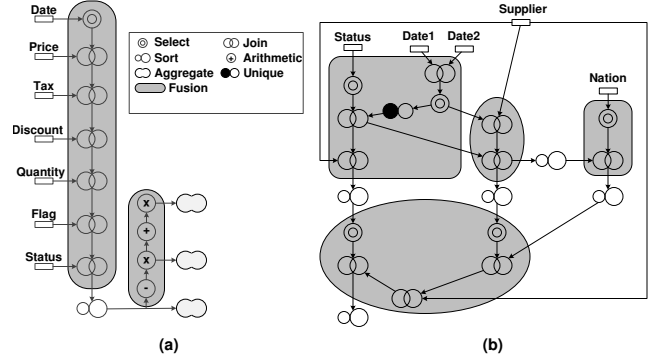 Date
Price
Tax
Discount
Quantity
Flag
Status
x
+
x
-
Select
Join
Sort
+ Arithmetic
Aggregate
Unique
Fusion
(a)
Supplier
Status
Date1
Date2
Nation
(b)